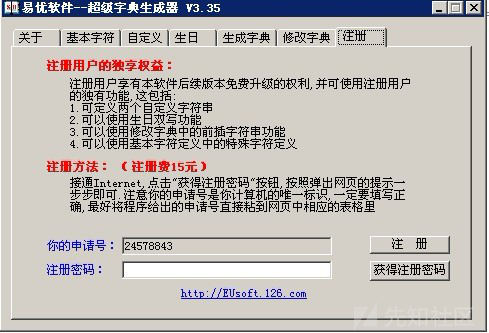 易优软件--超级字典生成器 V3.35
关于 基本字符 自定义 生日 生成字典 修改字典 注册
注册用户的独享权益：
注册用户享有本软件后续版本免费升级的权利,并可使用注册用户
的独有功能,这包括:
1.可定义两个自定义字符串
2.可以使用生日双写功能
3.可以使用修改字典中的前插字符串功能
4.可以使用基本字符定义中的特殊字符定义
注册方法： （注册费15元）
接通Internet,点击"获得注册密码"按钮,按照弹出网页的提示一
步步即可.注意你的申请号是你计算机的唯一标识,一定要填写正
确,最好将程序给出的申请号直接粘到网页中相应的表格里
你的申请号： 24578843 注 册
注册密码： 获得注册密码
http://EUsoft.126.com
先知社区